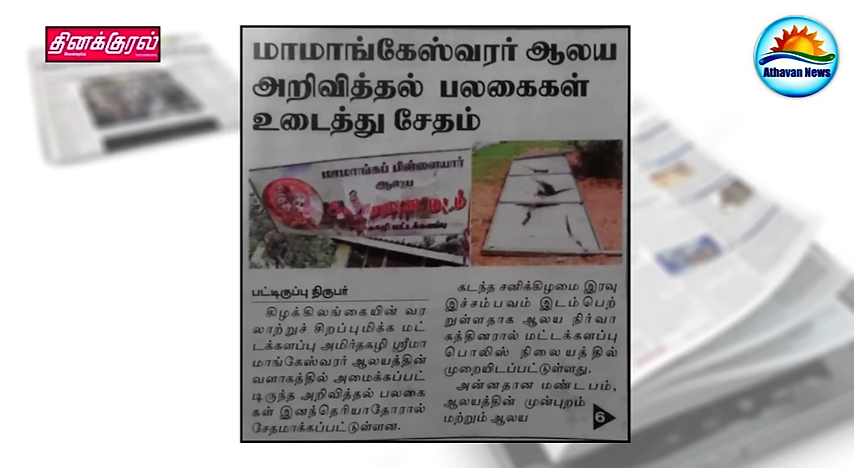 தினக்குரல்
Athavan News
மாமாங்கேஸ்வரர் ஆலய
அறிவித்தல் பலகைகள்
உடைத்து சேதம்
மாமாங்கப் பிள்ளையார்
ஆலய
பட்டிருப்பு நிருபர்
கிழக்கிலங்கையின் வர
லாற்றுச் சிறப்புமிக்க மட்
டக்களப்பு அமிர்தகழி ஸ்ரீமா
மாங்கேஸ்வரர் ஆலயத்தின்
வளாகத்தில் அமைக்கப்பட்
டிருந்த அறிவித்தல் பலகை
கள் இனந்தெரியாதோரால்
சேதமாக்கப்பட்டுள்ளன.
கடந்த சனிக்கிழமை இரவு
இச்சம்பவம் இடம்பெற்
றுள்ளதாக ஆலய நிர்வா
கத்தினரால் மட்டக்களப்பு
பொலிஸ் நிலையத்தில்
முறையிடப்பட்டுள்ளது.
அன்னதான மண்டபம்,
ஆலயத்தின் முன்புறம்
மற்றும் ஆலய
6